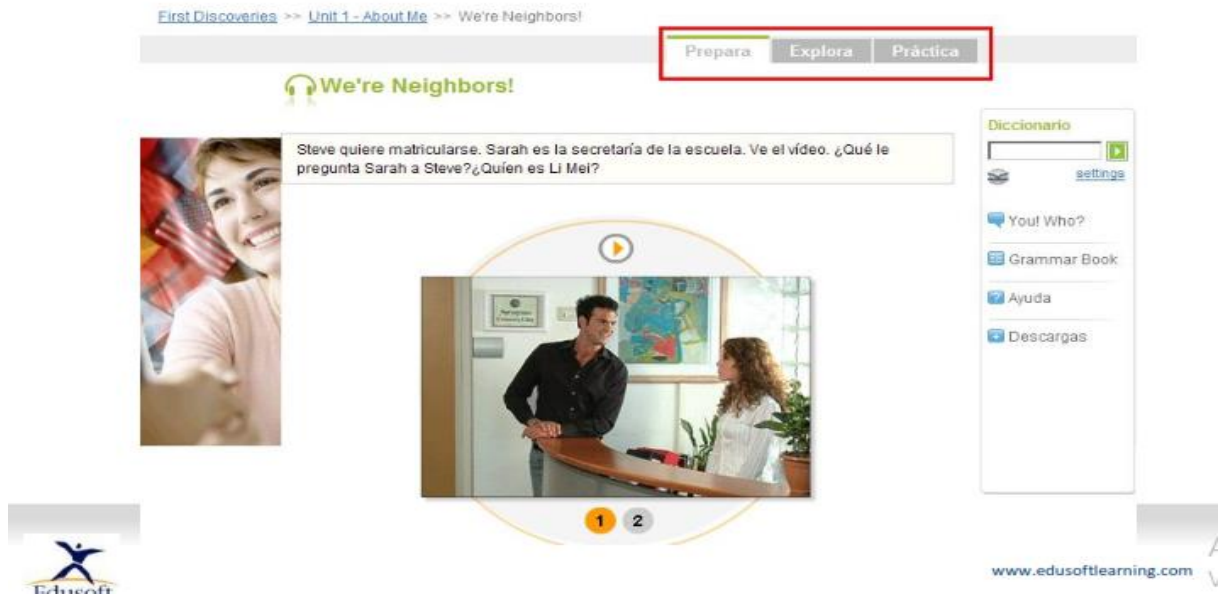 First Discoveries >> Unit 1 - About Me >> We're Neighbors!
Prepara Explora Práctica
We're Neighbors!
Steve quiere matricularse. Sarah es la secretaría de la escuela. Ve el vídeo. ¿Qué le
pregunta Sarah a Steve?¿Quíen es Li Mei?
Diccionario
settings
You! Who?
Grammar Book
Ayuda
Descargas
1 2
Edusoft
www.edusoftlearning.com